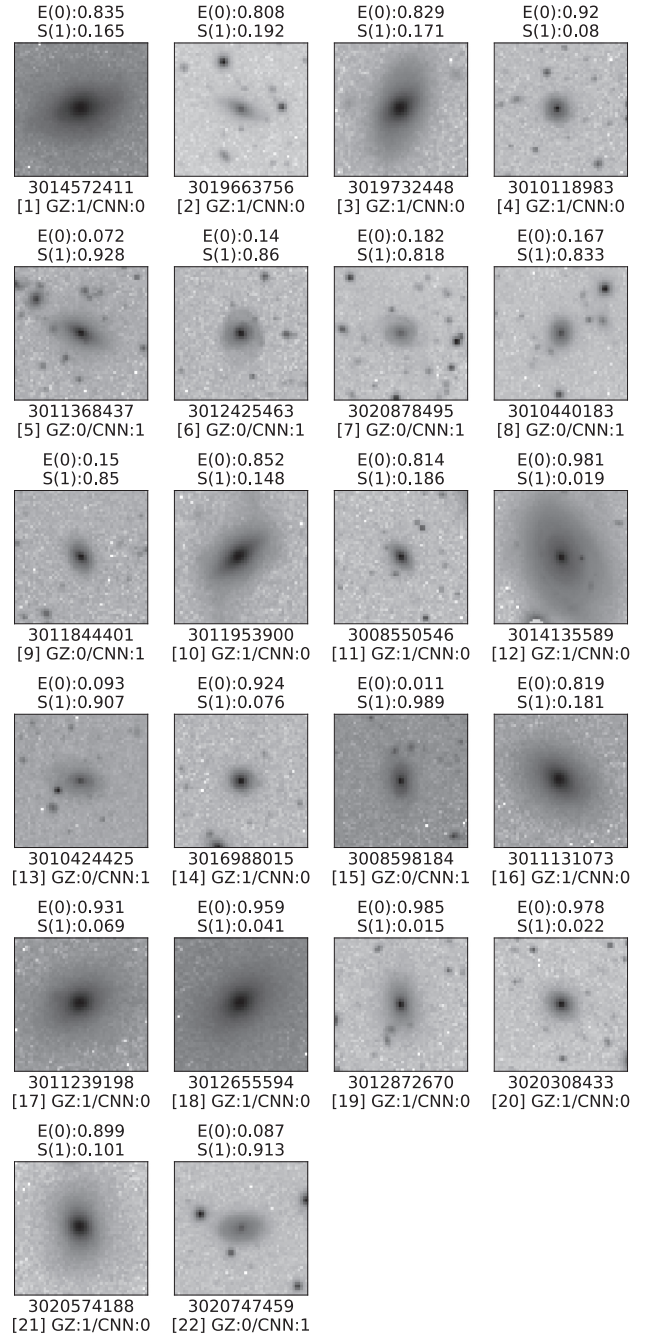 E(0):0.835
S(1):0.165
3014572411
[1] GZ:1/CNN:0
E(0):0.808
S(1):0.192
3019663756
[2] GZ:1/CNN:0
E(0):0.829
S(1):0.171
3019732448
[3] GZ:1/CNN:0
E(0):0.92
S(1):0.08
3010118983
[4] GZ:1/CNN:0
E(0):0.072
S(1):0.928
3011368437
[5] GZ:0/CNN:1
E(0):0.14
S(1):0.86
3012425463
[6] GZ:0/CNN:1
E(0):0.182
S(1):0.818
3020878495
[7] GZ:0/CNN:1
E(0):0.167
S(1):0.833
3010440183
[8] GZ:0/CNN:1
E(0):0.15
S(1):0.85
3011844401
[9] GZ:0/CNN:1
E(0):0.852
S(1):0.148
3011953900
[10] GZ:1/CNN:0
E(0):0.814
S(1):0.186
3008550546
[11] GZ:1/CNN:0
E(0):0.981
S(1):0.019
3014135589
[12] GZ:1/CNN:0
E(0):0.093
S(1):0.907
3010424425
[13] GZ:0/CNN:1
E(0):0.924
S(1):0.076
3016988015
[14] GZ:1/CNN:0
E(0):0.011
S(1):0.989
3008598184
[15] GZ:0/CNN:1
E(0):0.819
S(1):0.181
3011131073
[16] GZ:1/CNN:0
E(0):0.931
S(1):0.069
3011239198
[17] GZ:1/CNN:0
E(0):0.959
S(1):0.041
3012655594
[18] GZ:1/CNN:0
E(0):0.985
S(1):0.015
3012872670
[19] GZ:1/CNN:0
E(0):0.978
S(1):0.022
3020308433
[20] GZ:1/CNN:0
E(0):0.899
S(1):0.101
3020574188
[21] GZ:1/CNN:0
E(0):0.087
S(1):0.913
3020747459
[22] GZ:0/CNN:1